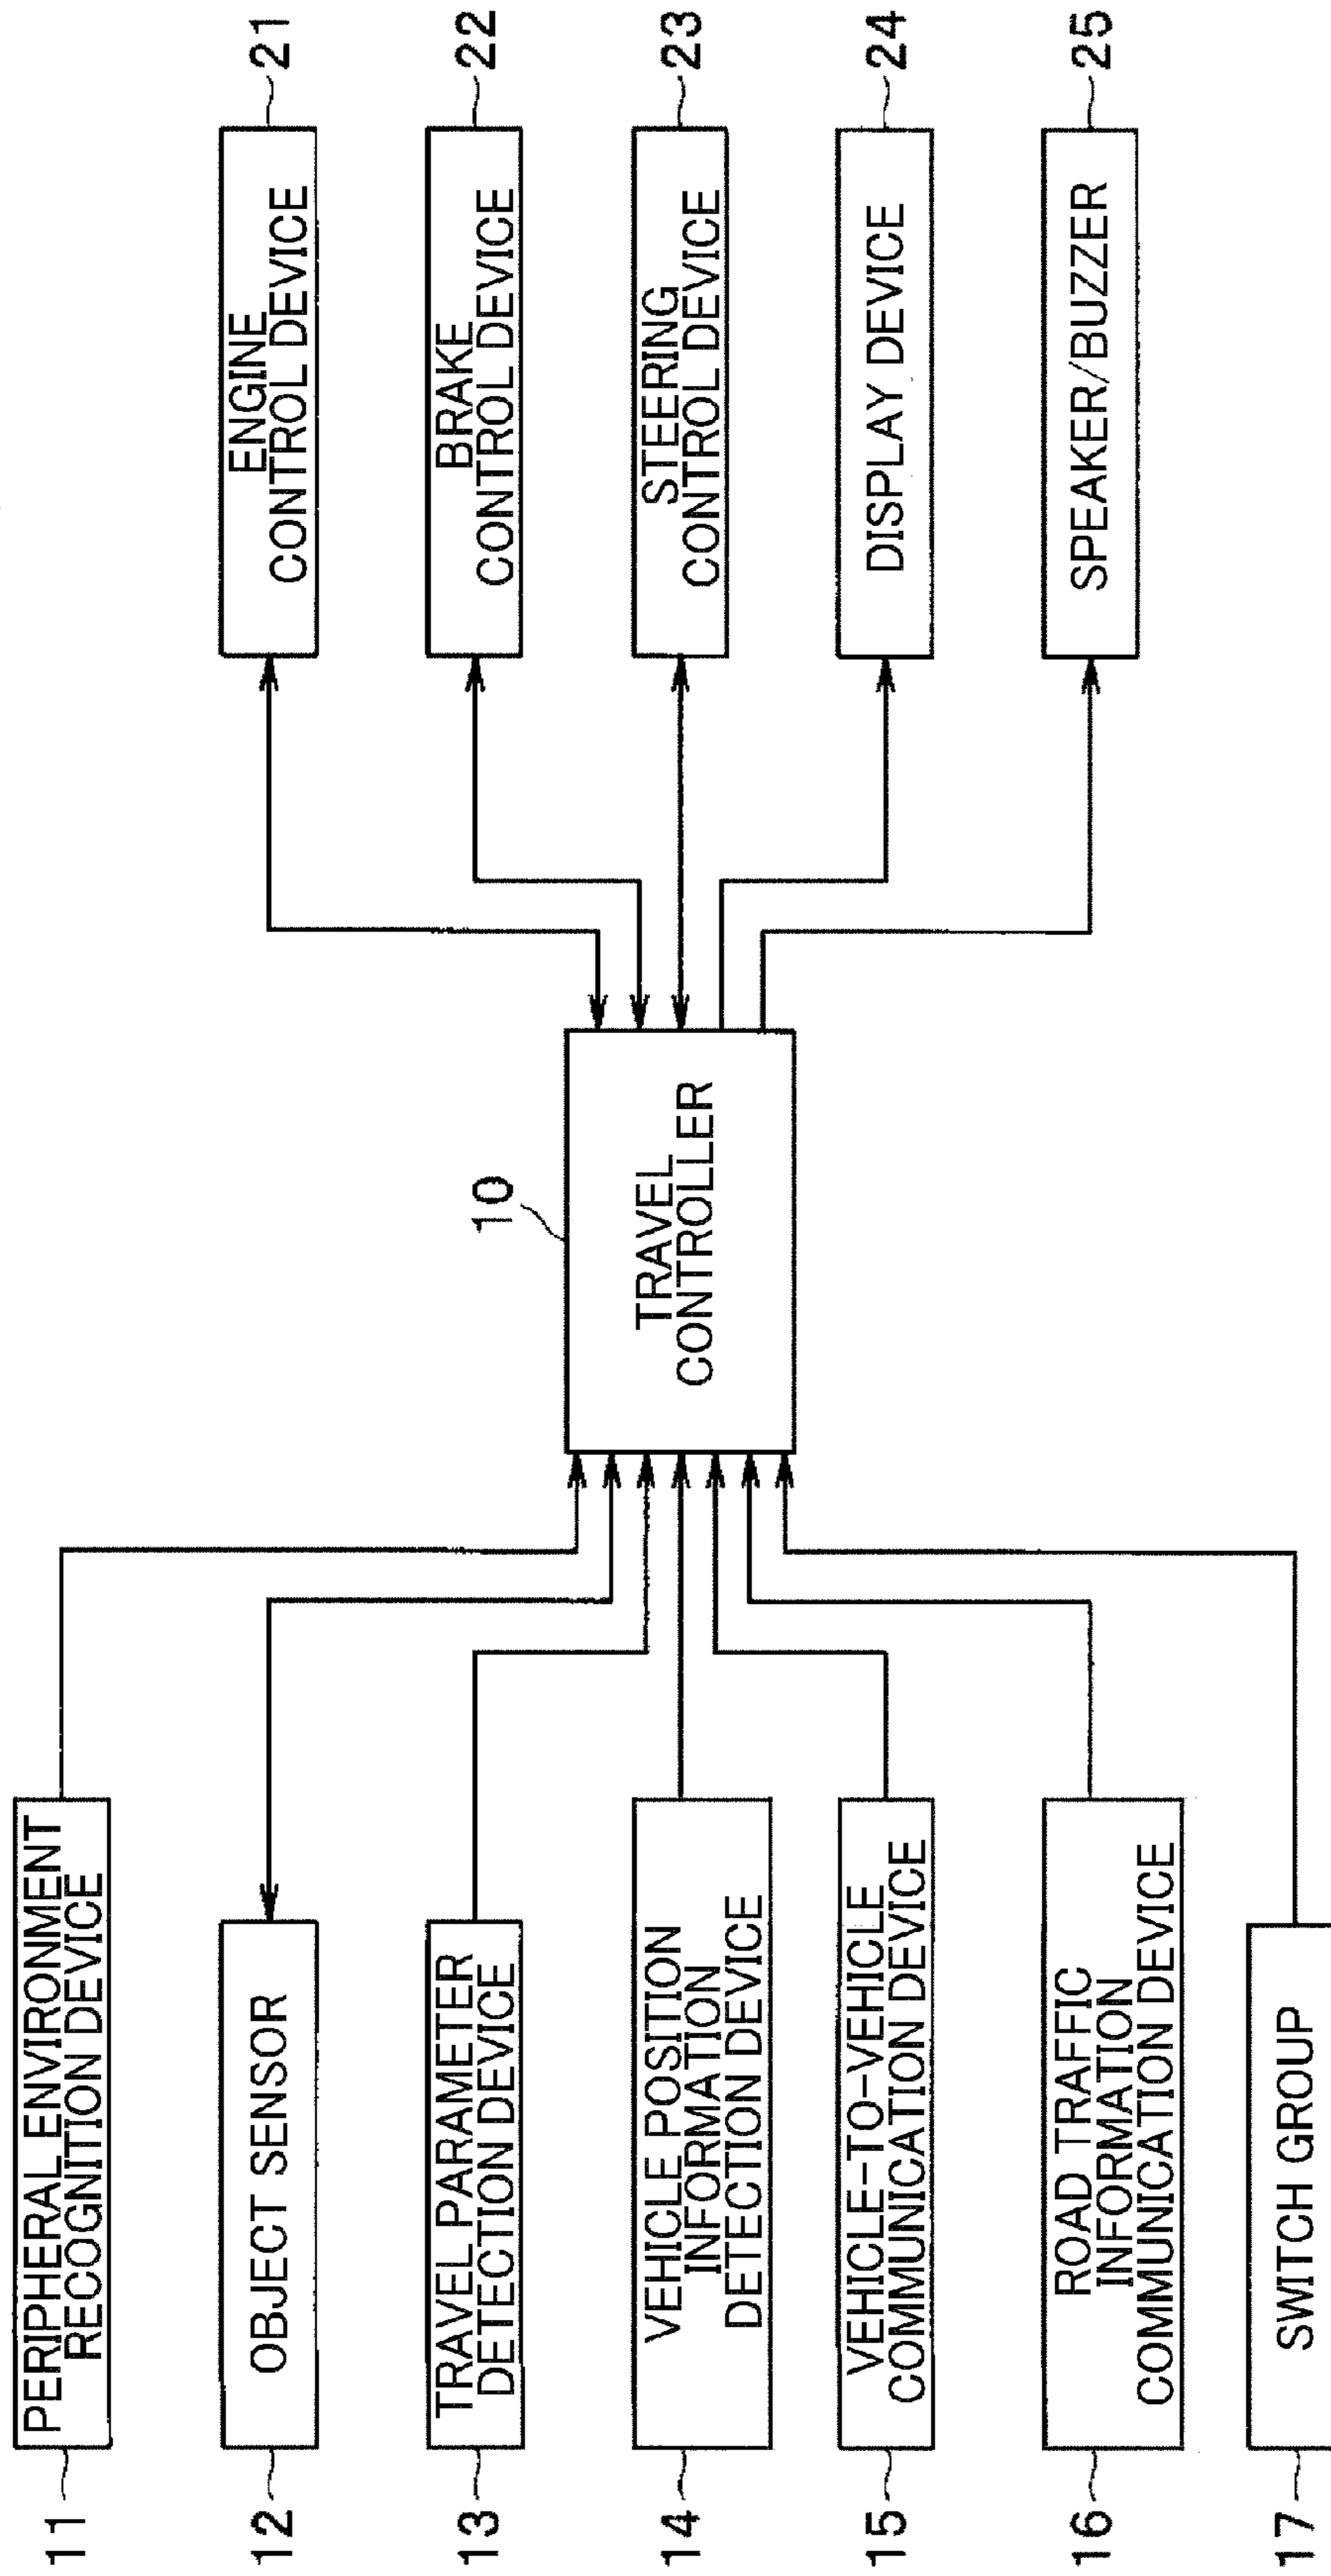 11
PERIPHERAL ENVIRONMENT
RECOGNITION DEVICE
12
OBJECT SENSOR
13
TRAVEL PARAMETER
DETECTION DEVICE
14
VEHICLE POSITION
INFORMATION
DETECTION DEVICE
15
VEHICLE-TO-VEHICLE
COMMUNICATION DEVICE
16
ROAD TRAFFIC
INFORMATION
COMMUNICATION DEVICE
17
SWITCH GROUP
10
TRAVEL
CONTROLLER
21
ENGINE
CONTROL DEVICE
22
BRAKE
CONTROL DEVICE
23
STEERING
CONTROL DEVICE
24
DISPLAY DEVICE
25
SPEAKER/BUZZER